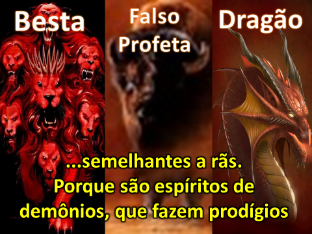 Besta
Falso
Profeta
Dragão
...semelhantes a rãs.
Porque são espíritos de
demônios, que fazem prodígios